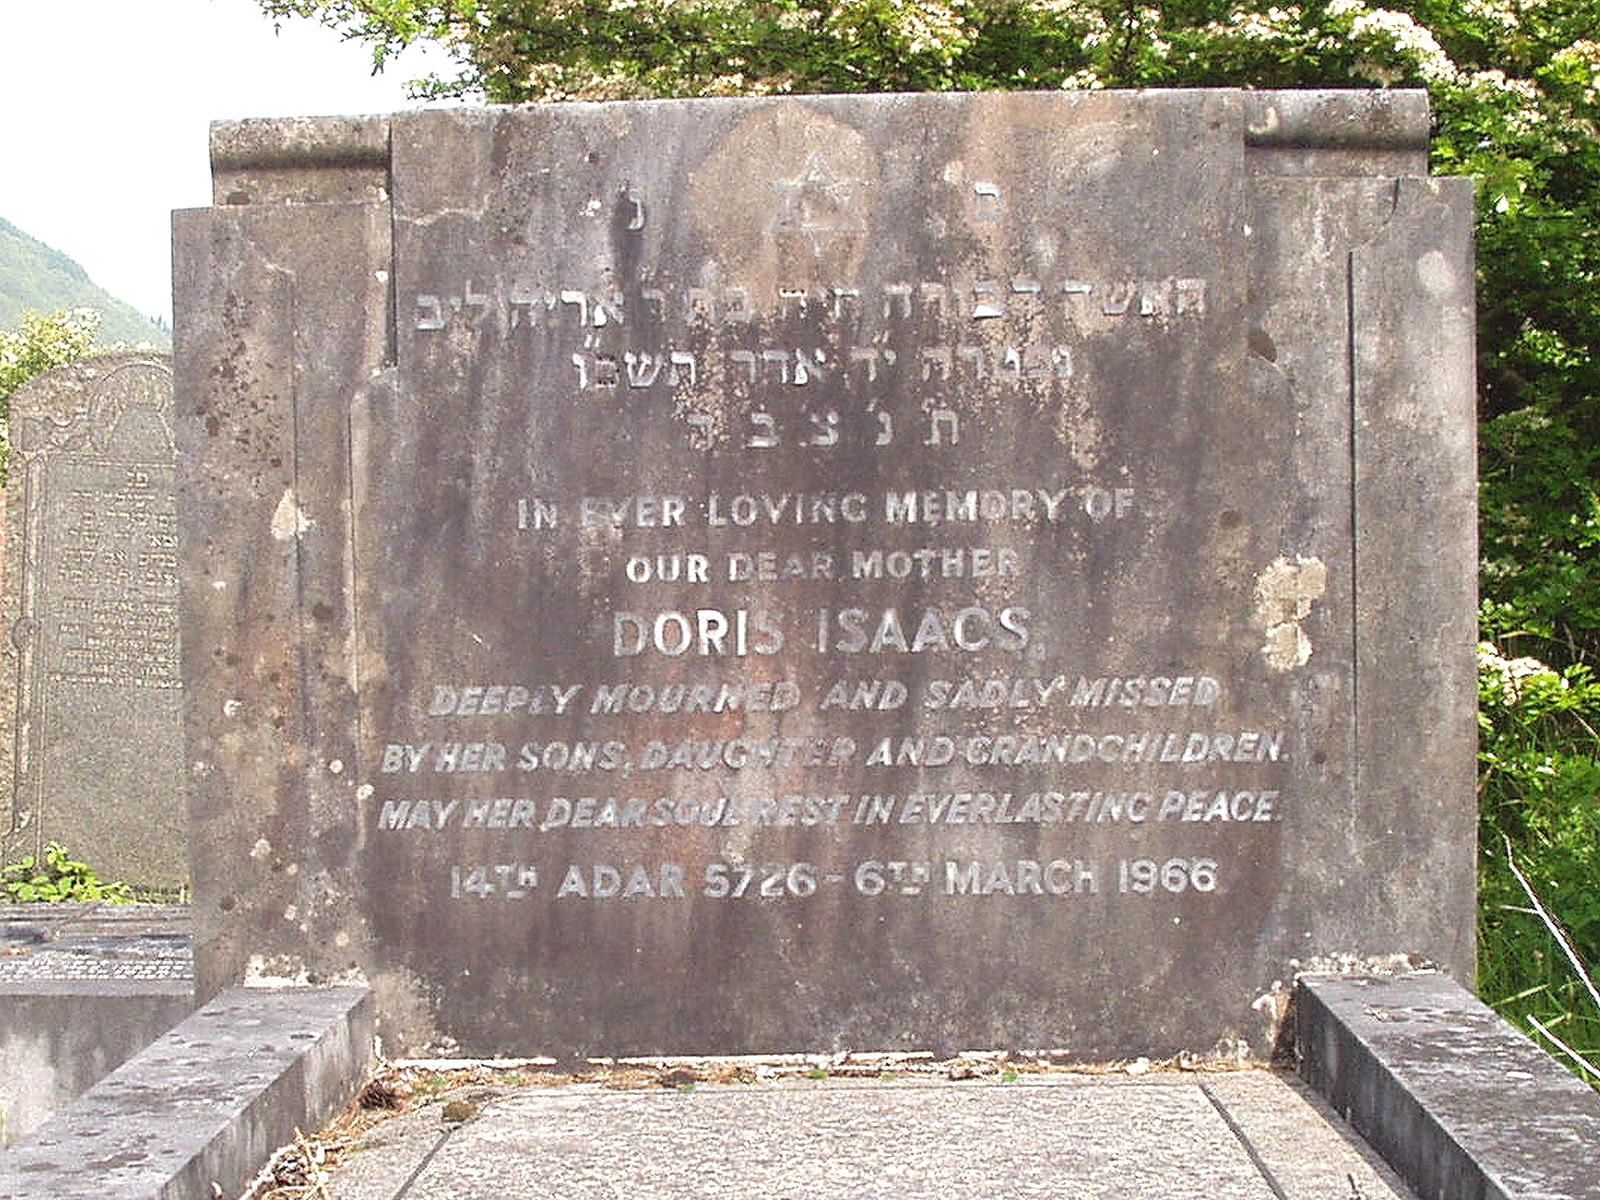 פ נ
האשה דבורה חיה בת ר אריה ליב
נפטרה י"ד אדר תשכ"ו
ת' נ' צ' ב' ה'
IN EVER LOVING MEMORY OF
OUR DEAR MOTHER
DORIS ISAACS,
DEEPLY MOURNED AND SADLY MISSED
BY HER SONS, DAUGHTER AND GRANDCHILDREN.
MAY HER DEAR SOUL REST IN EVERLASTING PEACE.
14TH ADAR 5726 - 6TH MARCH 1966